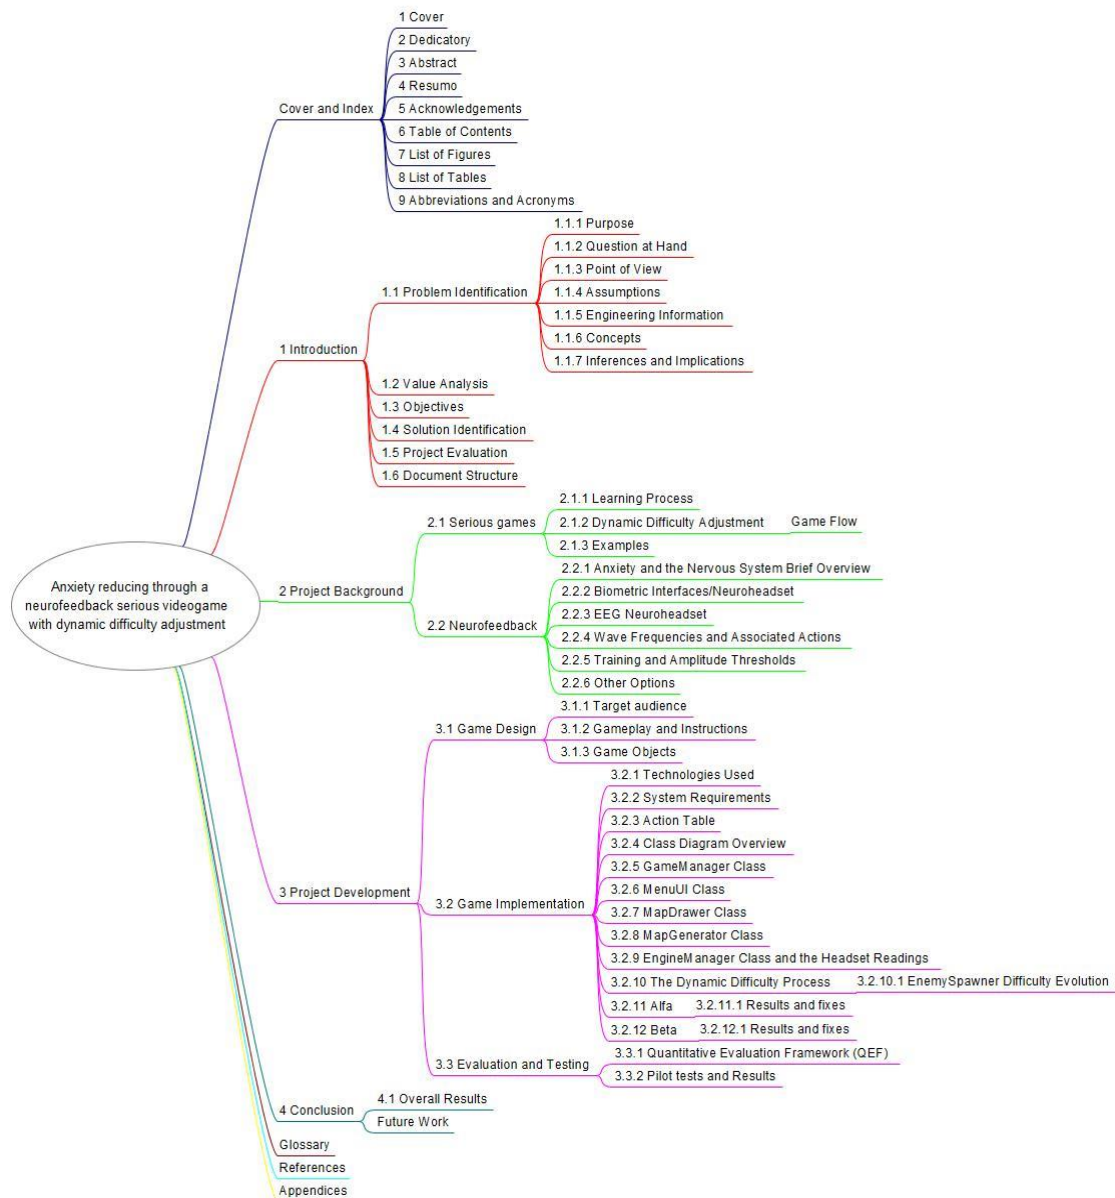 Anxiety reducing through a
neurofeedback serious videogame
with dynamic difficulty adjustment
Cover and Index
1 Cover
2 Dedicatory
3 Abstract
4 Resumo
5 Acknowledgements
6 Table of Contents
7 List of Figures
8 List of Tables
9 Abbreviations and Acronyms
1 Introduction
1.1 Problem Identification
1.1.1 Purpose
1.1.2 Question at Hand
1.1.3 Point of View
1.1.4 Assumptions
1.1.5 Engineering Information
1.1.6 Concepts
1.1.7 Inferences and Implications
1.2 Value Analysis
1.3 Objectives
1.4 Solution Identification
1.5 Project Evaluation
1.6 Document Structure
2 Project Background
2.1 Serious games
2.1.1 Learning Process
2.1.2 Dynamic Difficulty Adjustment
Game Flow
2.1.3 Examples
2.2 Neurofeedback
2.2.1 Anxiety and the Nervous System Brief Overview
2.2.2 Biometric Interfaces/Neuroheadset
2.2.3 EEG Neuroheadset
2.2.4 Wave Frequencies and Associated Actions
2.2.5 Training and Amplitude Thresholds
2.2.6 Other Options
3 Project Development
3.1 Game Design
3.1.1 Target audience
3.1.2 Gameplay and Instructions
3.1.3 Game Objects
3.2 Game Implementation
3.2.1 Technologies Used
3.2.2 System Requirements
3.2.3 Action Table
3.2.4 Class Diagram Overview
3.2.5 GameManager Class
3.2.6 MenuUI Class
3.2.7 MapDrawer Class
3.2.8 MapGenerator Class
3.2.9 EngineManager Class and the Headset Readings
3.2.10 The Dynamic Difficulty Process
3.2.10.1 EnemySpawner Difficulty Evolution
3.2.11 Alfa
3.2.11.1 Results and fixes
3.2.12 Beta
3.2.12.1 Results and fixes
3.3 Evaluation and Testing
3.3.1 Quantitative Evaluation Framework (QEF)
3.3.2 Pilot tests and Results
4 Conclusion
4.1 Overall Results
Future Work
Glossary
References
Appendices